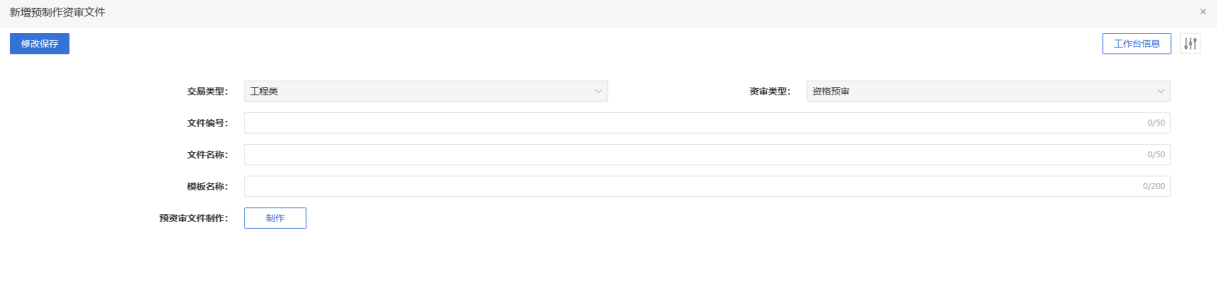 新增预制作资审文件 ×
修改保存 工作台信息
交易类型： 工程类 资审类型： 资格预审
文件编号： 0/50
文件名称： 0/50
模板名称： 0/200
预资审文件制作： 制作